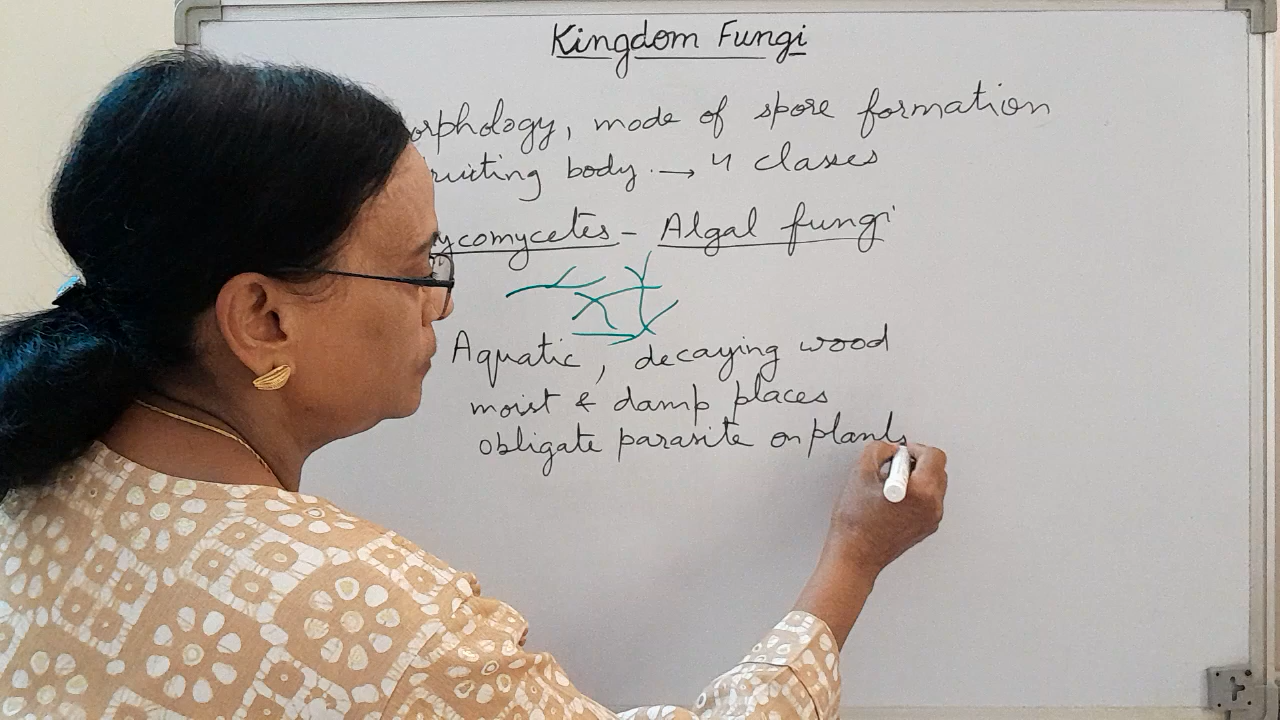 Kingdom Fungi
orphology, mode of spore formation
ruiting body. → 4 classes
ycomycetes - Algal fungi
Aquatic, decaying wood
moist & damp places
obligate parasite on plants